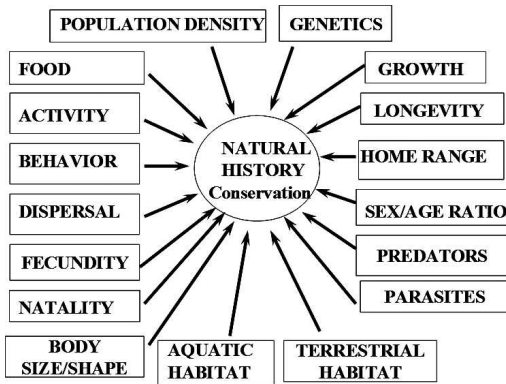 POPULATION DENSITY
GENETICS
FOOD
GROWTH
ACTIVITY
LONGEVITY
BEHAVIOR
NATURAL
HISTORY
Conservation
HOME RANGE
DISPERSAL
SEX/AGE RATIO
FECUNDITY
PREDATORS
NATALITY
PARASITES
BODY
SIZE/SHAPE
AQUATIC
HABITAT
TERRESTRIAL
HABITAT